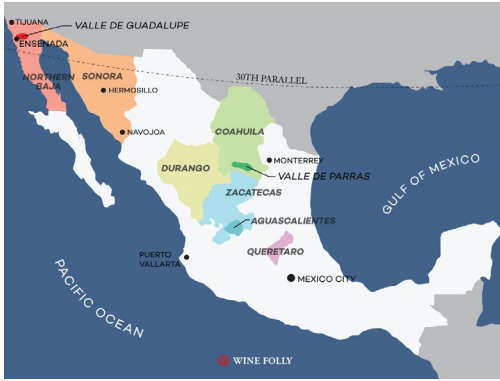 TIJUANA
VALLE DE GUADALUPE
ENSENADA
NORTHERN
BAJA
SONORA
30TH PARALLEL
HERMOSILLO
NAVOJOA
COAHUILA
MONTERREY
DURANGO
VALLE DE PARRAS
ZACATECAS
GULF OF MEXICO
AGUASCALIENTES
PUERTO
VALLARTA
QUERETARO
MEXICO CITY
PACIFIC OCEAN
WINE FOLLY